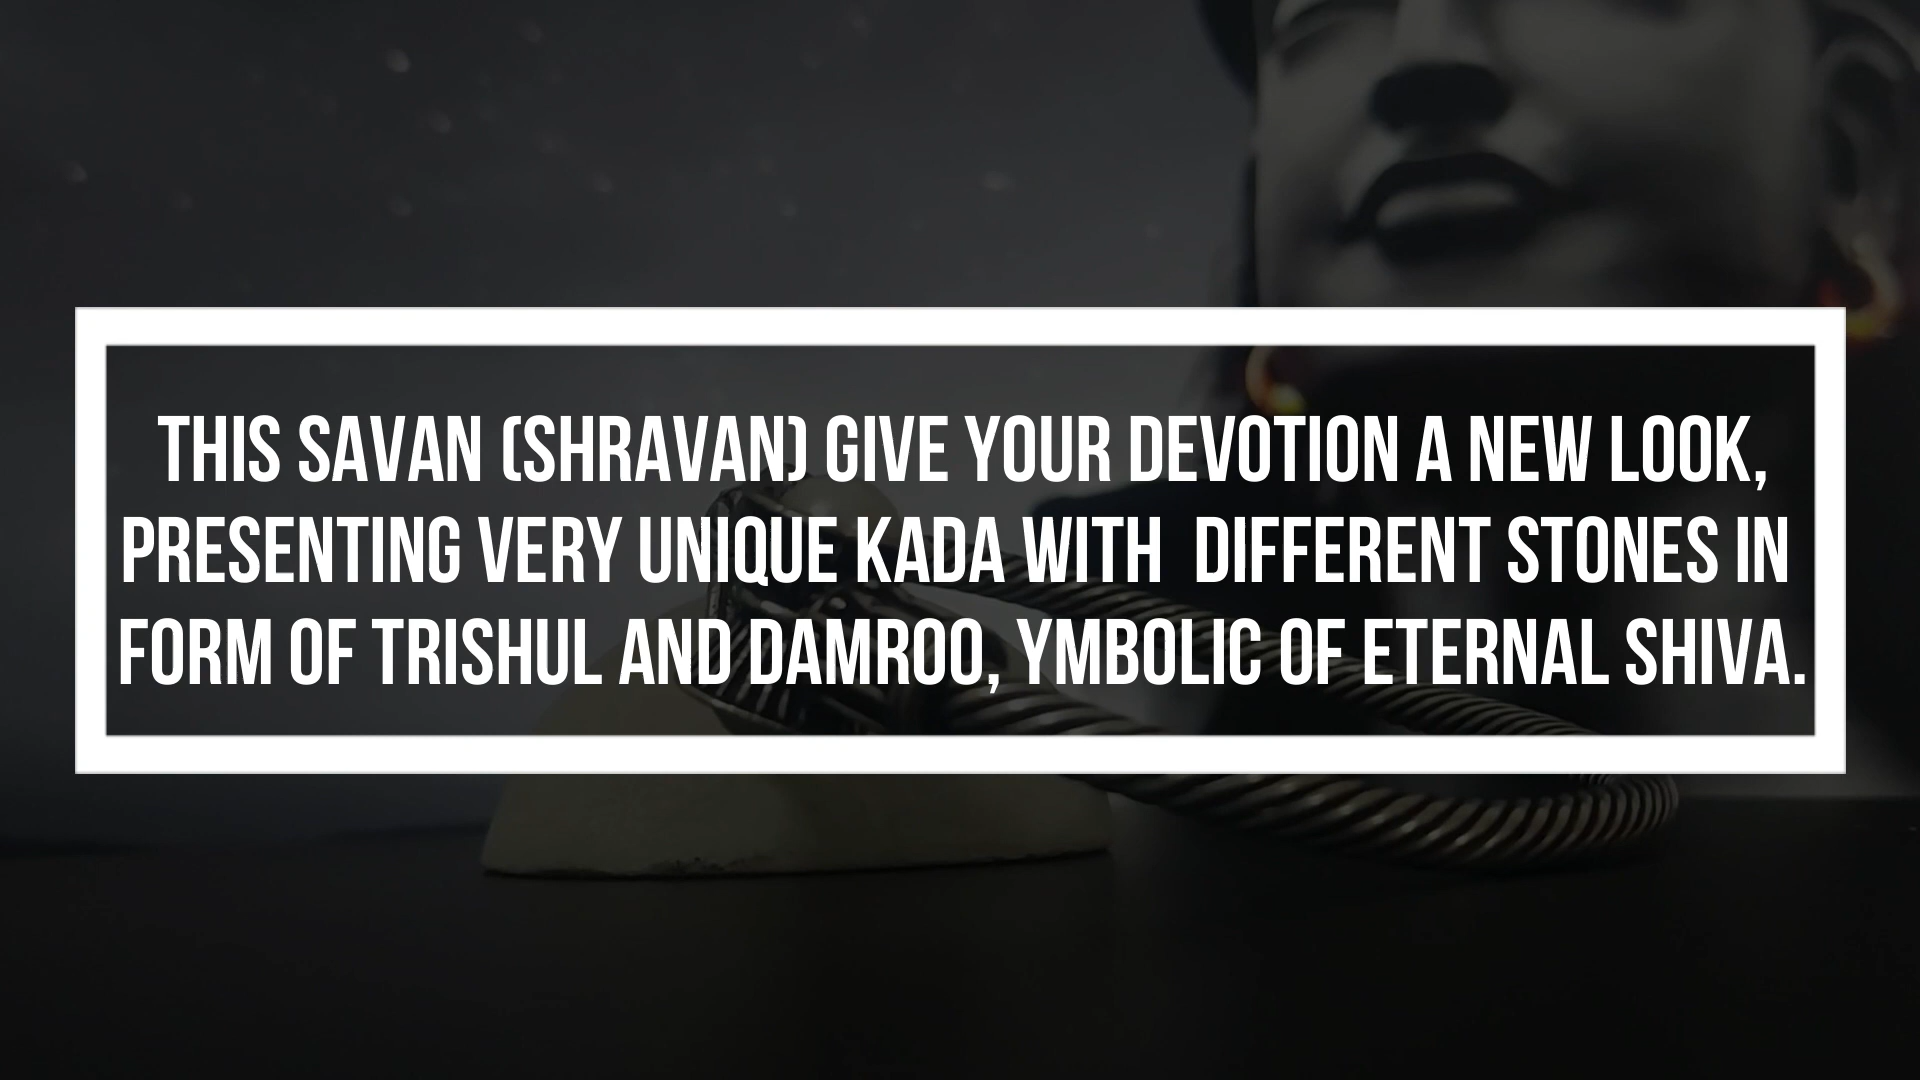 THIS SAVAN (SHRAVAN) GIVE YOUR DEVOTION A NEW LOOK,
PRESENTING VERY UNIQUE KADA WITH  DIFFERENT STONES IN
FORM OF TRISHUL AND DAMROO, YMBOLIC OF ETERNAL SHIVA.